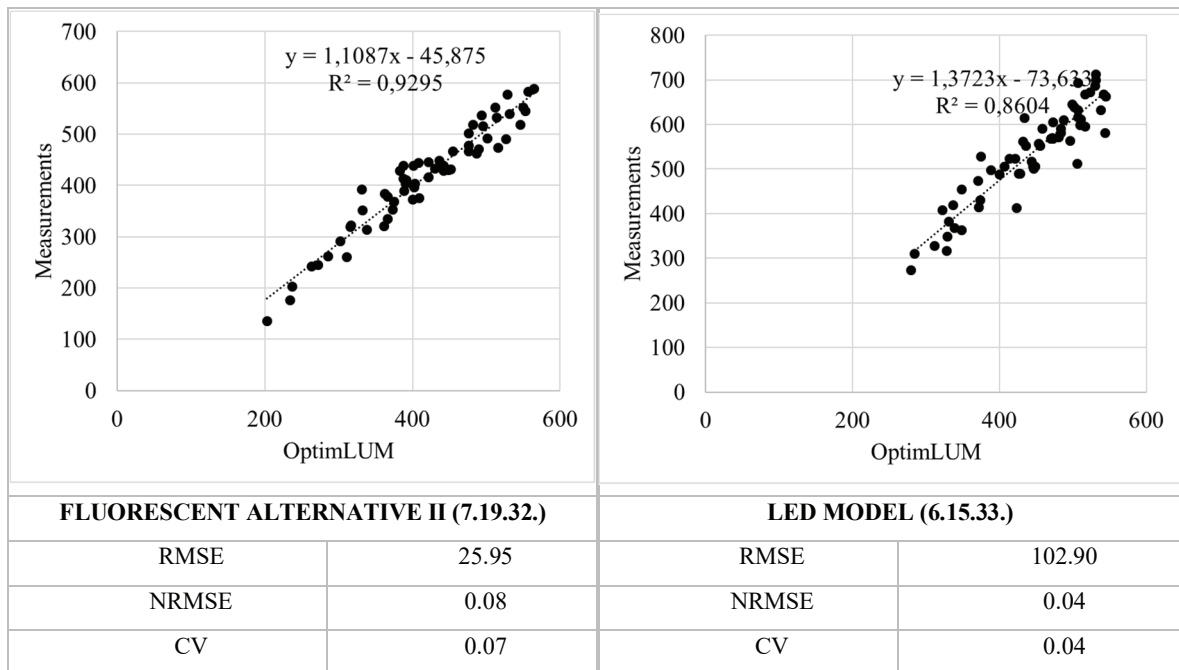 700
600
500
400
300
200
100
0
0
200
400
600
Measurements
OptimLUM
y = 1,1087x - 45,875
R² = 0,9295
800
700
600
500
400
300
200
100
0
0
200
400
600
Measurements
OptimLUM
y = 1,3723x - 73,633
R² = 0,8604
FLUORESCENT ALTERNATIVE II (7.19.32.) LED MODEL (6.15.33.)
RMSE 25.95 RMSE 102.90
NRMSE 0.08 NRMSE 0.04
CV 0.07 CV 0.04